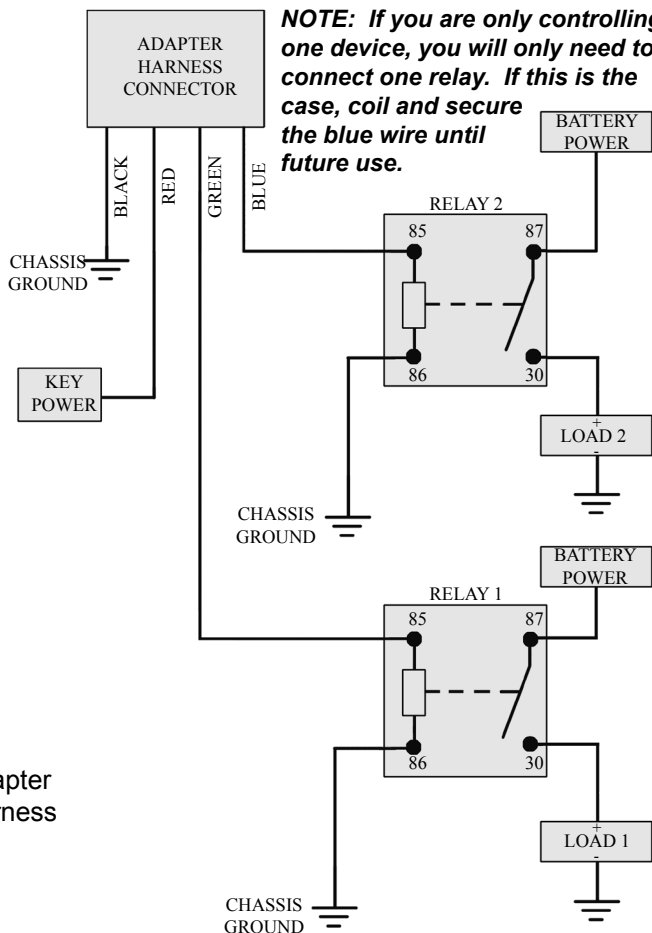 ADAPTER
HARNESS
CONNECTOR
NOTE: If you are only controlling
one device, you will only need to
connect one relay. If this is the
case, coil and secure
the blue wire until
future use.
BLACK
RED
GREEN
BLUE
BATTERY
POWER
RELAY 2
85
87
86
30
CHASSIS
GROUND
KEY
POWER
+
LOAD 2
-
CHASSIS
GROUND
BATTERY
POWER
RELAY 1
85
87
86
30
apter
rness
+
LOAD 1
-
CHASSIS
GROUND